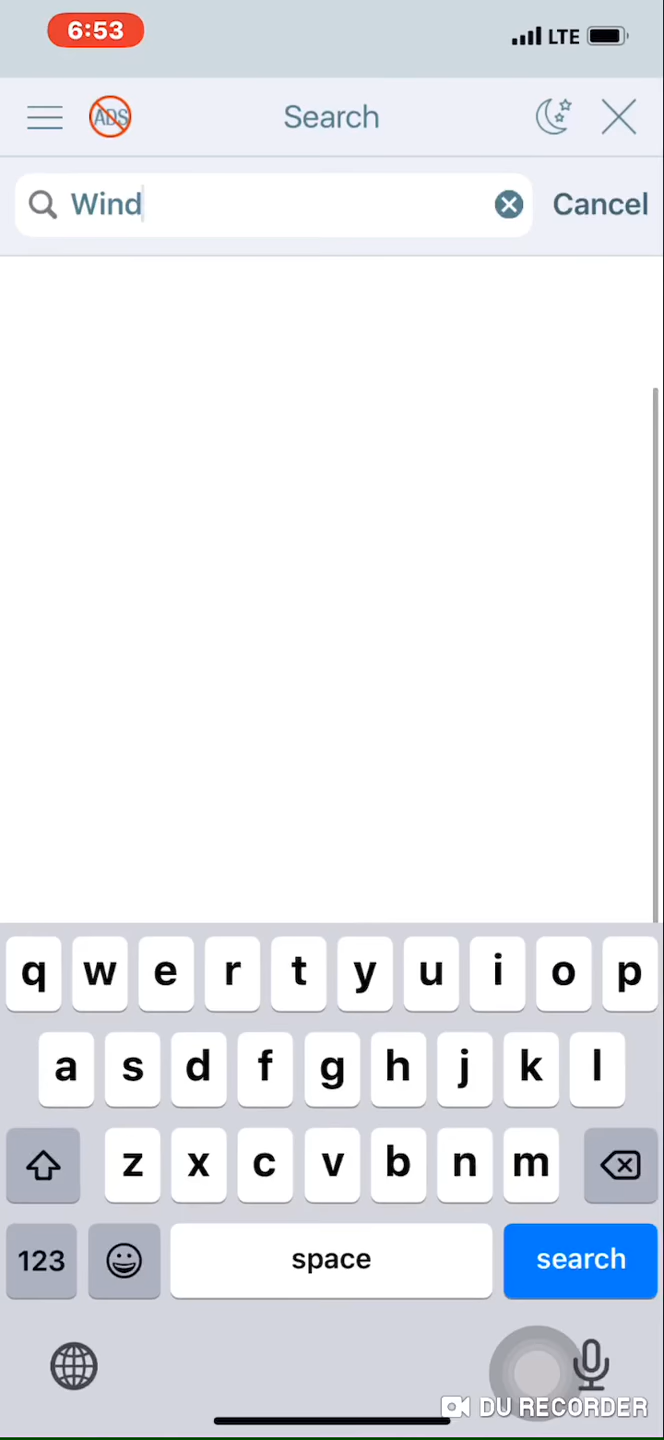 6:53
LTE
ADS
Search
Wind
Cancel
q w e r t y u i o p
a s d f g h j k l
z x c v b n m
123
space
search
DU RECORDER